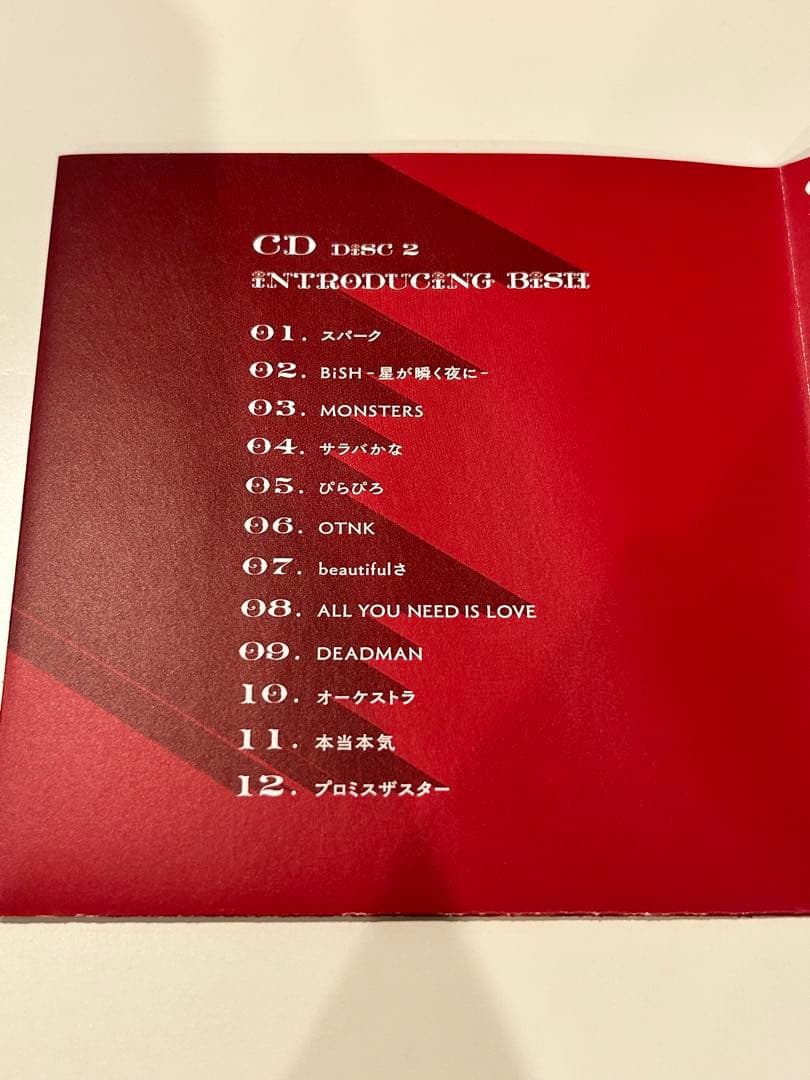 CD DiSC 2
iNTRODUCiNG BiSH
01. スパーク
02. BiSH－星が瞬く夜に－
03. MONSTERS
04. サラバかな
05. ぴらぴろ
06. OTNK
07. beautifulさ
08. ALL YOU NEED IS LOVE
09. DEADMAN
10. オーケストラ
11. 本当本気
12. プロミスザスター